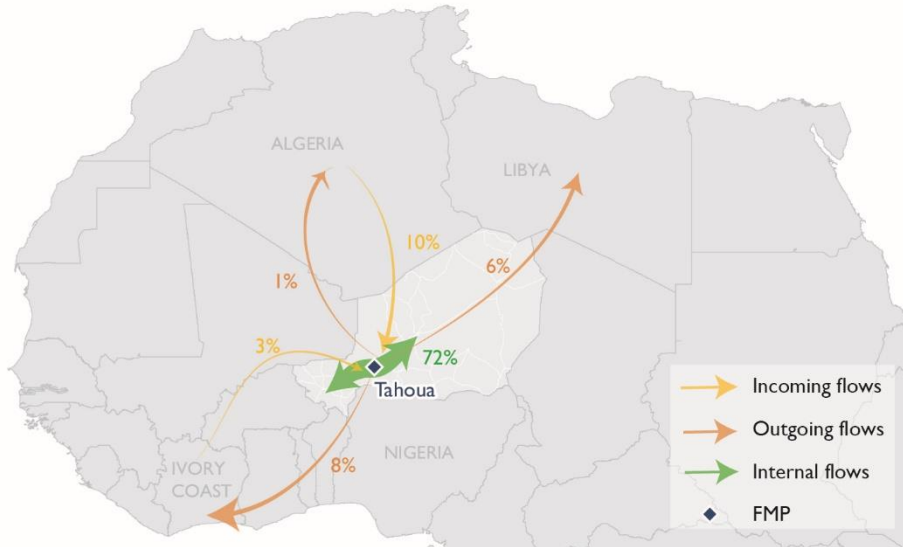 ALGERIA
LIBYA
10%
6%
1%
3%
72%
Tahoua
NIGERIA
8%
IVORY
COAST
Incoming flows
Outgoing flows
Internal flows
FMP